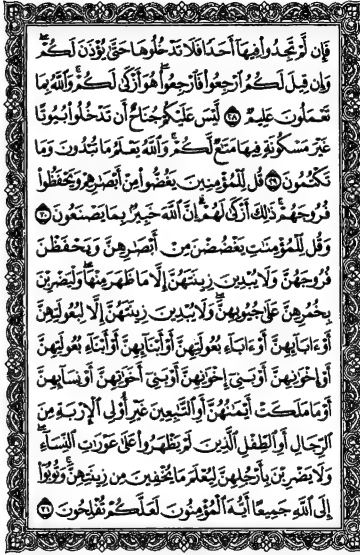 فَإِن لَّمْ تَجِدُوا۟ فِيهَآ أَحَدًا فَلَا تَدْخُلُوهَا حَتَّىٰ يُؤْذَنَ لَكُمْ ۖ
وَإِن قِيلَ لَكُمُ ٱرْجِعُوا۟ فَٱرْجِعُوا۟ ۖ هُوَ أَزْكَىٰ لَكُمْ ۚ وَٱللَّهُ بِمَا
تَعْمَلُونَ عَلِيمٌ ﴿٢٨﴾ لَّيْسَ عَلَيْكُمْ جُنَاحٌ أَن تَدْخُلُوا۟ بُيُوتًا
غَيْرَ مَسْكُونَةٍ فِيهَا مَتَٰعٌ لَّكُمْ ۚ وَٱللَّهُ يَعْلَمُ مَا تُبْدُونَ وَمَا
تَكْتُمُونَ ﴿٢٩﴾ قُل لِّلْمُؤْمِنِينَ يَغُضُّوا۟ مِنْ أَبْصَٰرِهِمْ وَيَحْفَظُوا۟
فُرُوجَهُمْ ۚ ذَٰلِكَ أَزْكَىٰ لَهُمْ ۗ إِنَّ ٱللَّهَ خَبِيرٌۢ بِمَا يَصْنَعُونَ ﴿٣٠﴾
وَقُل لِّلْمُؤْمِنَٰتِ يَغْضُضْنَ مِنْ أَبْصَٰرِهِنَّ وَيَحْفَظْنَ
فُرُوجَهُنَّ وَلَا يُبْدِينَ زِينَتَهُنَّ إِلَّا مَا ظَهَرَ مِنْهَا ۖ وَلْيَضْرِبْنَ
بِخُمُرِهِنَّ عَلَىٰ جُيُوبِهِنَّ ۖ وَلَا يُبْدِينَ زِينَتَهُنَّ إِلَّا لِبُعُولَتِهِنَّ
أَوْ ءَابَآئِهِنَّ أَوْ ءَابَآءِ بُعُولَتِهِنَّ أَوْ أَبْنَآئِهِنَّ أَوْ أَبْنَآءِ بُعُولَتِهِنَّ
أَوْ إِخْوَٰنِهِنَّ أَوْ بَنِىٓ إِخْوَٰنِهِنَّ أَوْ بَنِىٓ أَخَوَٰتِهِنَّ أَوْ نِسَآئِهِنَّ
أَوْ مَا مَلَكَتْ أَيْمَٰنُهُنَّ أَوِ ٱلتَّٰبِعِينَ غَيْرِ أُو۟لِى ٱلْإِرْبَةِ مِنَ
ٱلرِّجَالِ أَوِ ٱلطِّفْلِ ٱلَّذِينَ لَمْ يَظْهَرُوا۟ عَلَىٰ عَوْرَٰتِ ٱلنِّسَآءِ ۖ
وَلَا يَضْرِبْنَ بِأَرْجُلِهِنَّ لِيُعْلَمَ مَا يُخْفِينَ مِن زِينَتِهِنَّ ۚ وَتُوبُوٓا۟
إِلَى ٱللَّهِ جَمِيعًا أَيُّهَ ٱلْمُؤْمِنُونَ لَعَلَّكُمْ تُفْلِحُونَ ﴿٣١﴾